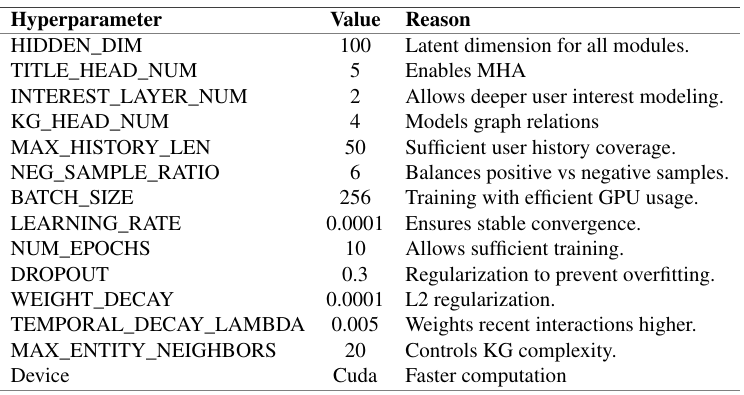 Hyperparameter Value Reason
HIDDEN_DIM 100 Latent dimension for all modules.
TITLE_HEAD_NUM 5 Enables MHA
INTEREST_LAYER_NUM 2 Allows deeper user interest modeling.
KG_HEAD_NUM 4 Models graph relations
MAX_HISTORY_LEN 50 Sufficient user history coverage.
NEG_SAMPLE_RATIO 6 Balances positive vs negative samples.
BATCH_SIZE 256 Training with efficient GPU usage.
LEARNING_RATE 0.0001 Ensures stable convergence.
NUM_EPOCHS 10 Allows sufficient training.
DROPOUT 0.3 Regularization to prevent overfitting.
WEIGHT_DECAY 0.0001 L2 regularization.
TEMPORAL_DECAY_LAMBDA 0.005 Weights recent interactions higher.
MAX_ENTITY_NEIGHBORS 20 Controls KG complexity.
Device Cuda Faster computation